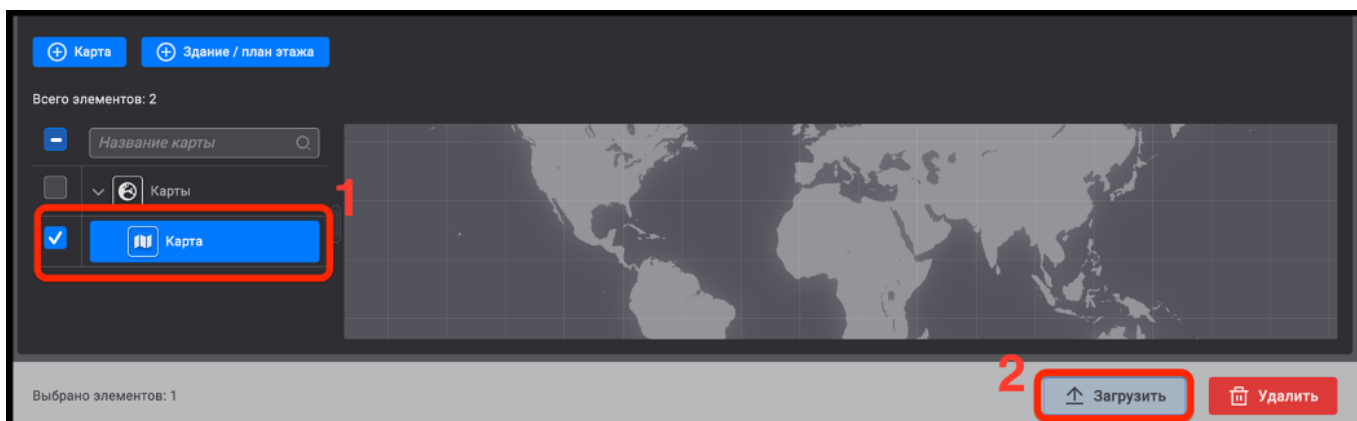 Карта
Здание / план этажа
Всего элементов: 2
Название карты
Карты
1
Карта
Выбрано элементов: 1
2
Загрузить
Удалить